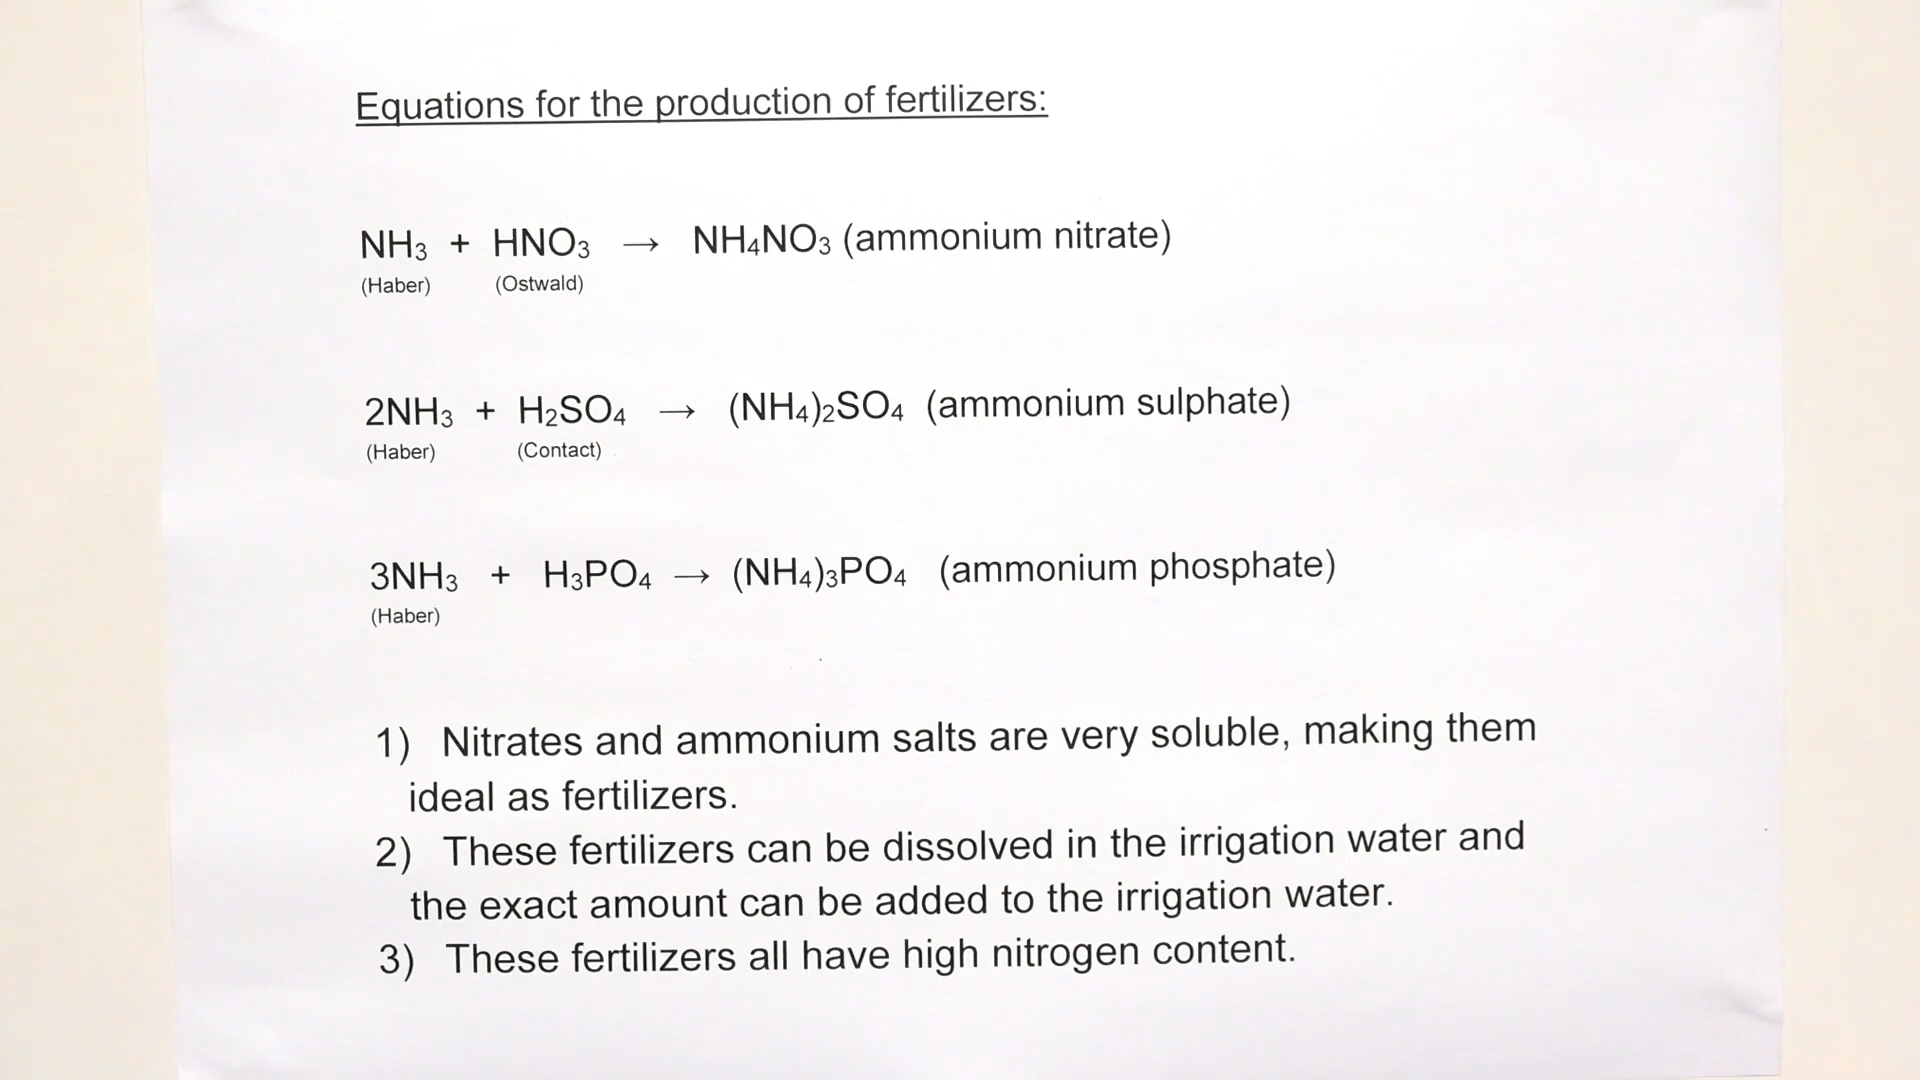 Equations for the production of fertilizers:
NH₃ + HNO₃ → NH₄NO₃ (ammonium nitrate)
(Haber) (Ostwald)
2NH₃ + H₂SO₄ → (NH₄)₂SO₄ (ammonium sulphate)
(Haber) (Contact)
3NH₃ + H₃PO₄ → (NH₄)₃PO₄ (ammonium phosphate)
(Haber)
1) Nitrates and ammonium salts are very soluble, making them
ideal as fertilizers.
2) These fertilizers can be dissolved in the irrigation water and
the exact amount can be added to the irrigation water.
3) These fertilizers all have high nitrogen content.